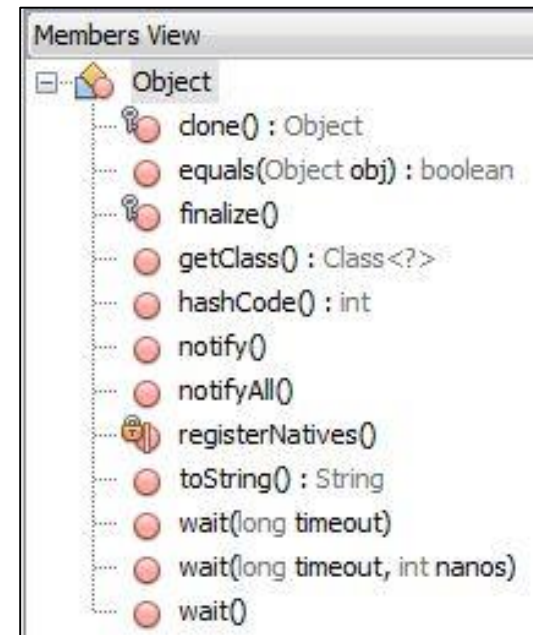 Members View
Object
clone() : Object
equals(Object obj) : boolean
finalize()
getClass() : Class<?>
hashCode() : int
notify()
notifyAll()
registerNatives()
toString() : String
wait(long timeout)
wait(long timeout, int nanos)
wait()